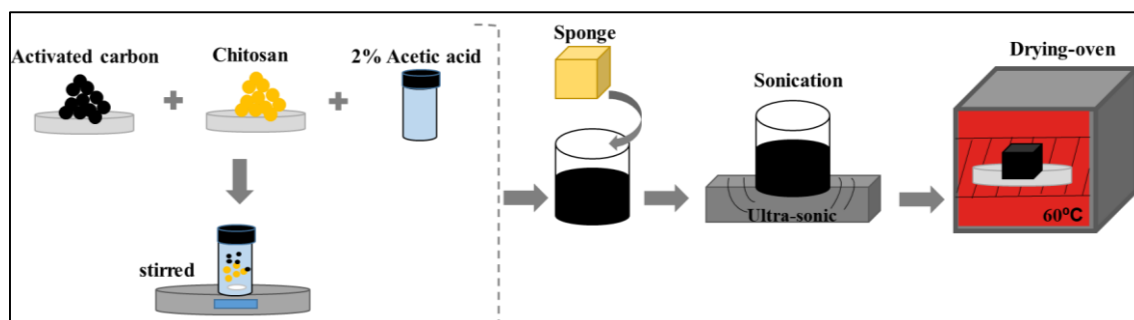 Activated carbon
Chitosan
2% Acetic acid
stirred
Sponge
Sonication
Ultra-sonic
Drying-oven
60°C